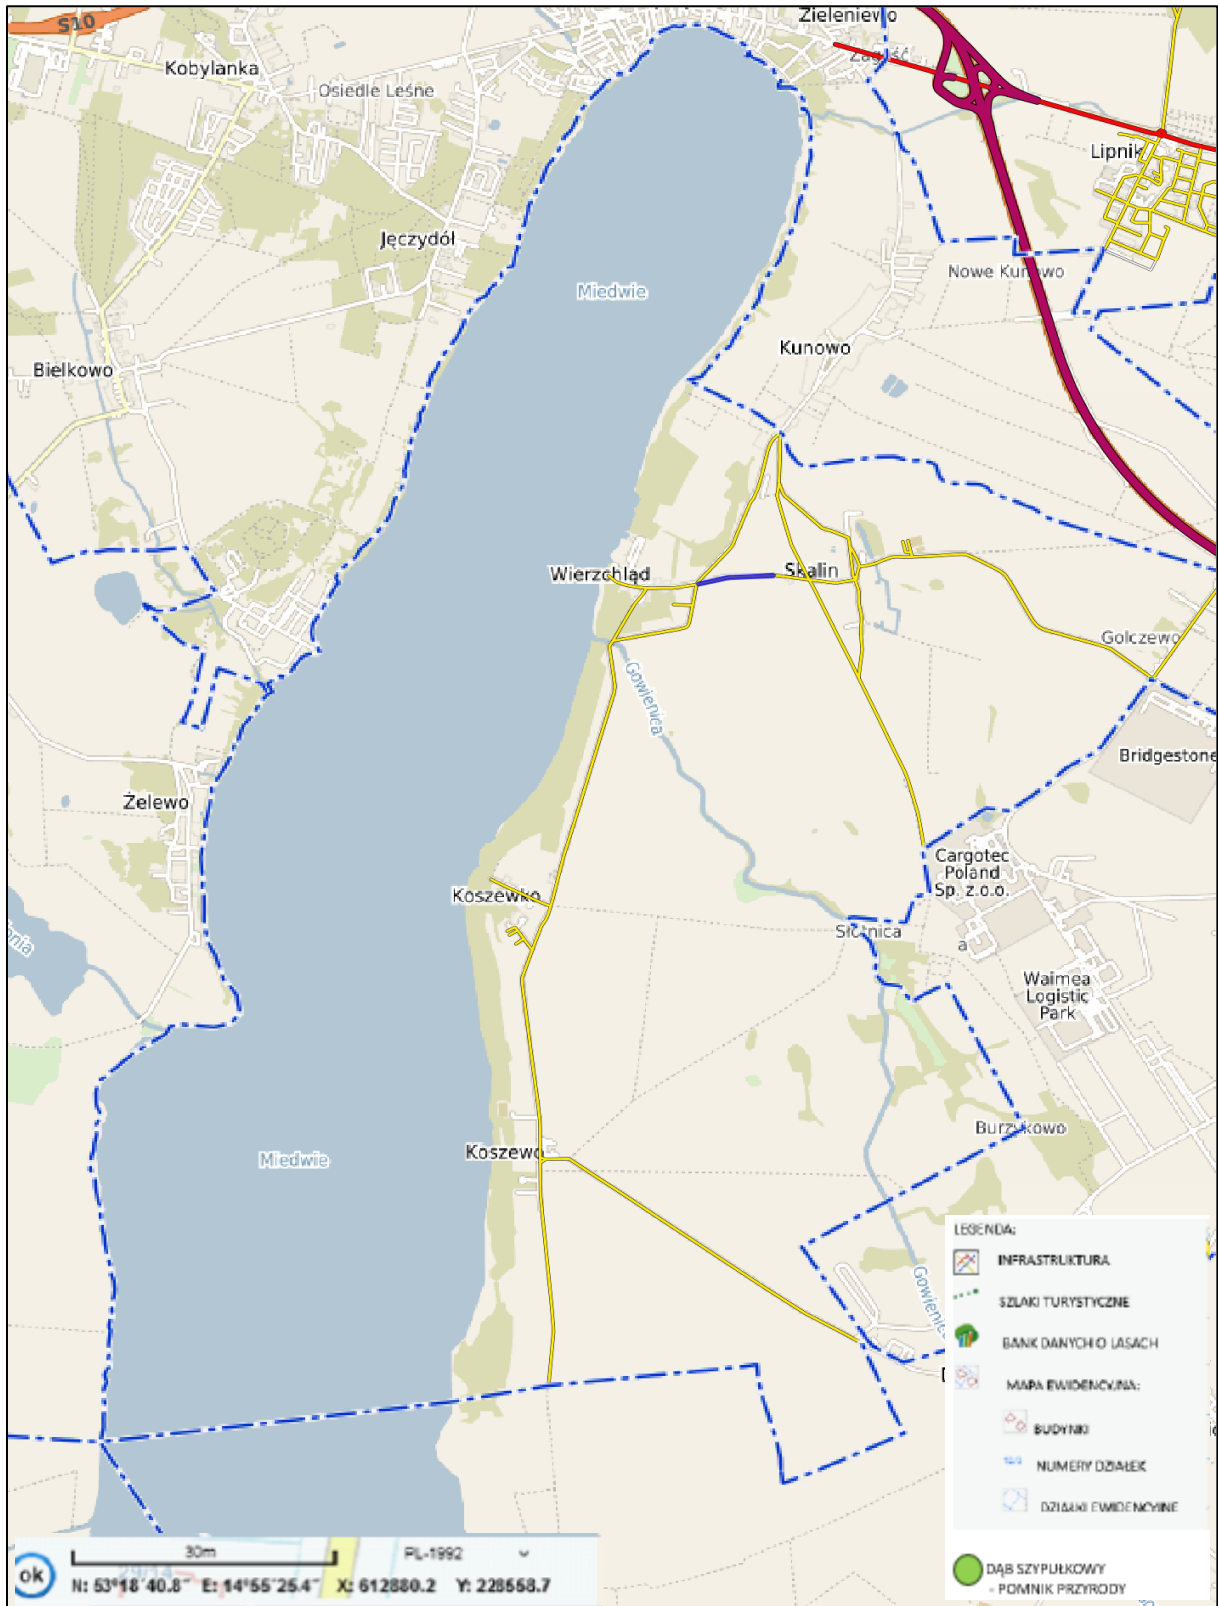 S10
Zieleniewo
Kobylanka
Osiedle Leśne
Lipnik
Jęczydół
Nowe Kunowo
Miedwie
Kunowo
Bielkowo
Wierzchląd
Skalin
Golczewo
Gowienica
Bridgestone
Żelewo
Cargotec
Poland
Sp. z.o.o.
Koszewko
Słotnica
a
Waimea
Logistic
Park
Burzykowo
Koszewo
Miedwie
Gowienica
LEGENDA:
INFRASTRUKTURA
SZLAKI TURYSTYCZNE
BANK DANYCH O LASACH
MAPA EWIDENCYJNA:
BUDYNKI
NUMERY DZIAŁEK
DZIAŁKI EWIDENCYJNE
DĄB SZYPUŁKOWY
- POMNIK PRZYRODY
30m
PL-1992
ok
29/14
N: 53°18'40.8" E: 14°55'25.4" X: 612880.2 Y: 228558.7